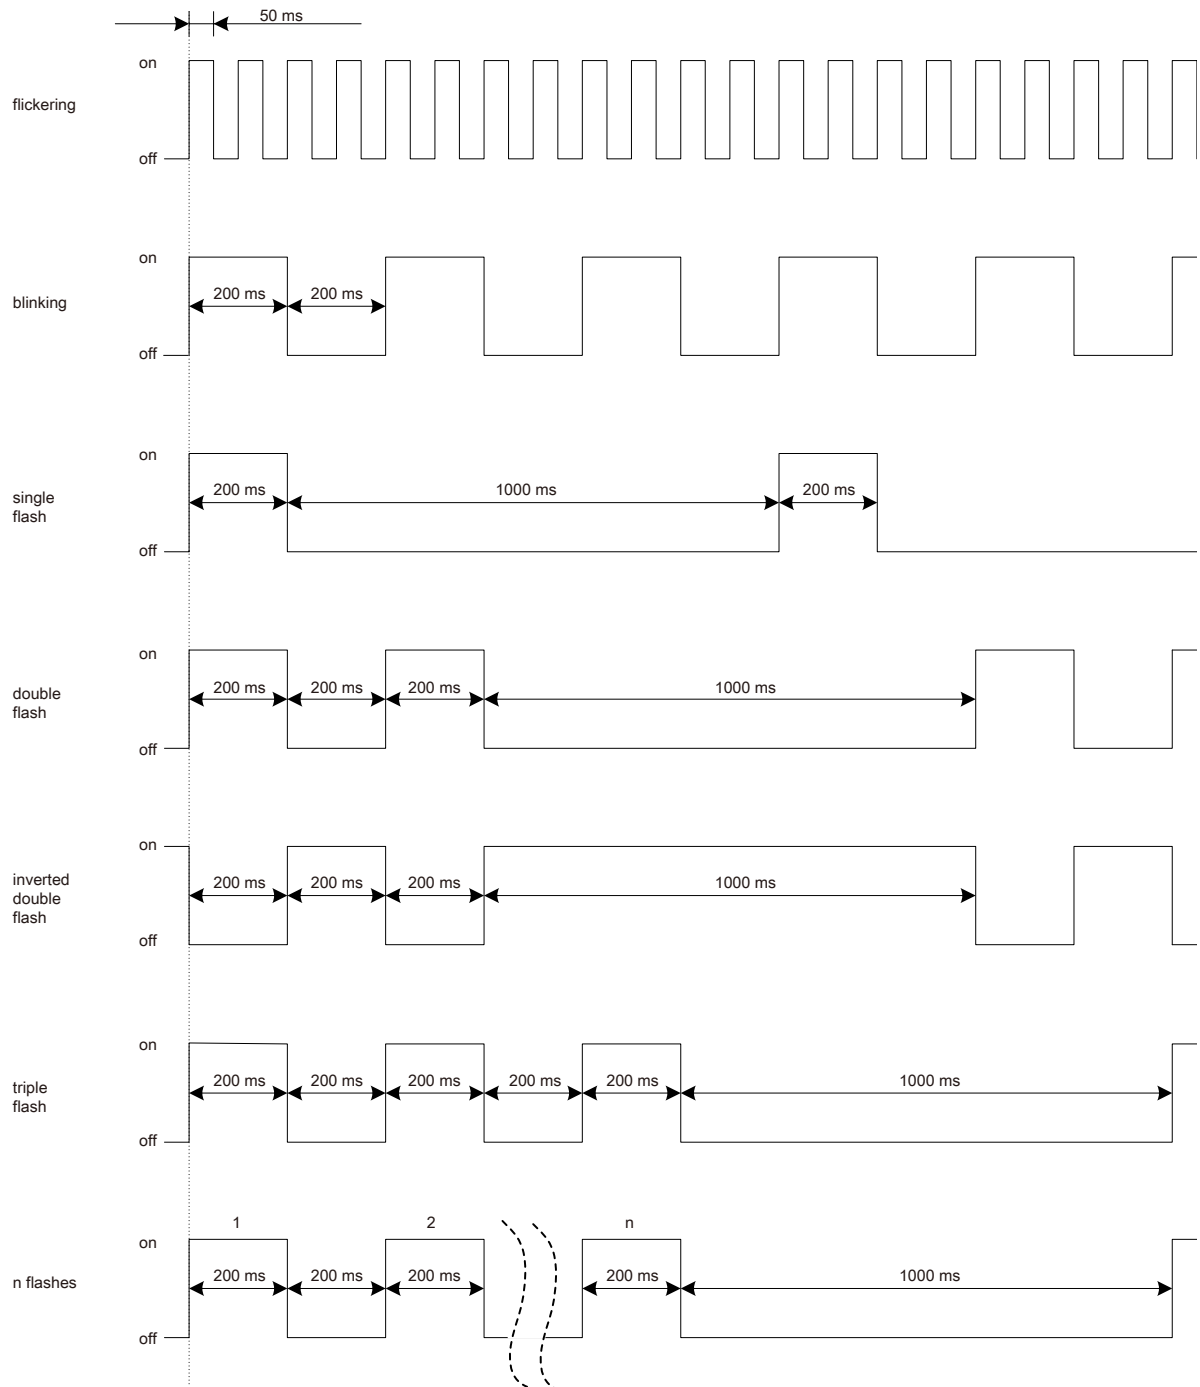 50 ms
on
flickering
off
on
200 ms 200 ms
blinking
off
on
200 ms 1000 ms 200 ms
single
flash
off
on
200 ms 200 ms 200 ms 1000 ms
double
flash
off
on
200 ms 200 ms 200 ms 1000 ms
inverted
double
flash
off
on
200 ms 200 ms 200 ms 200 ms 200 ms 1000 ms
triple
flash
off
1 2 n
on
200 ms 200 ms 200 ms 200 ms 1000 ms
n flashes
off